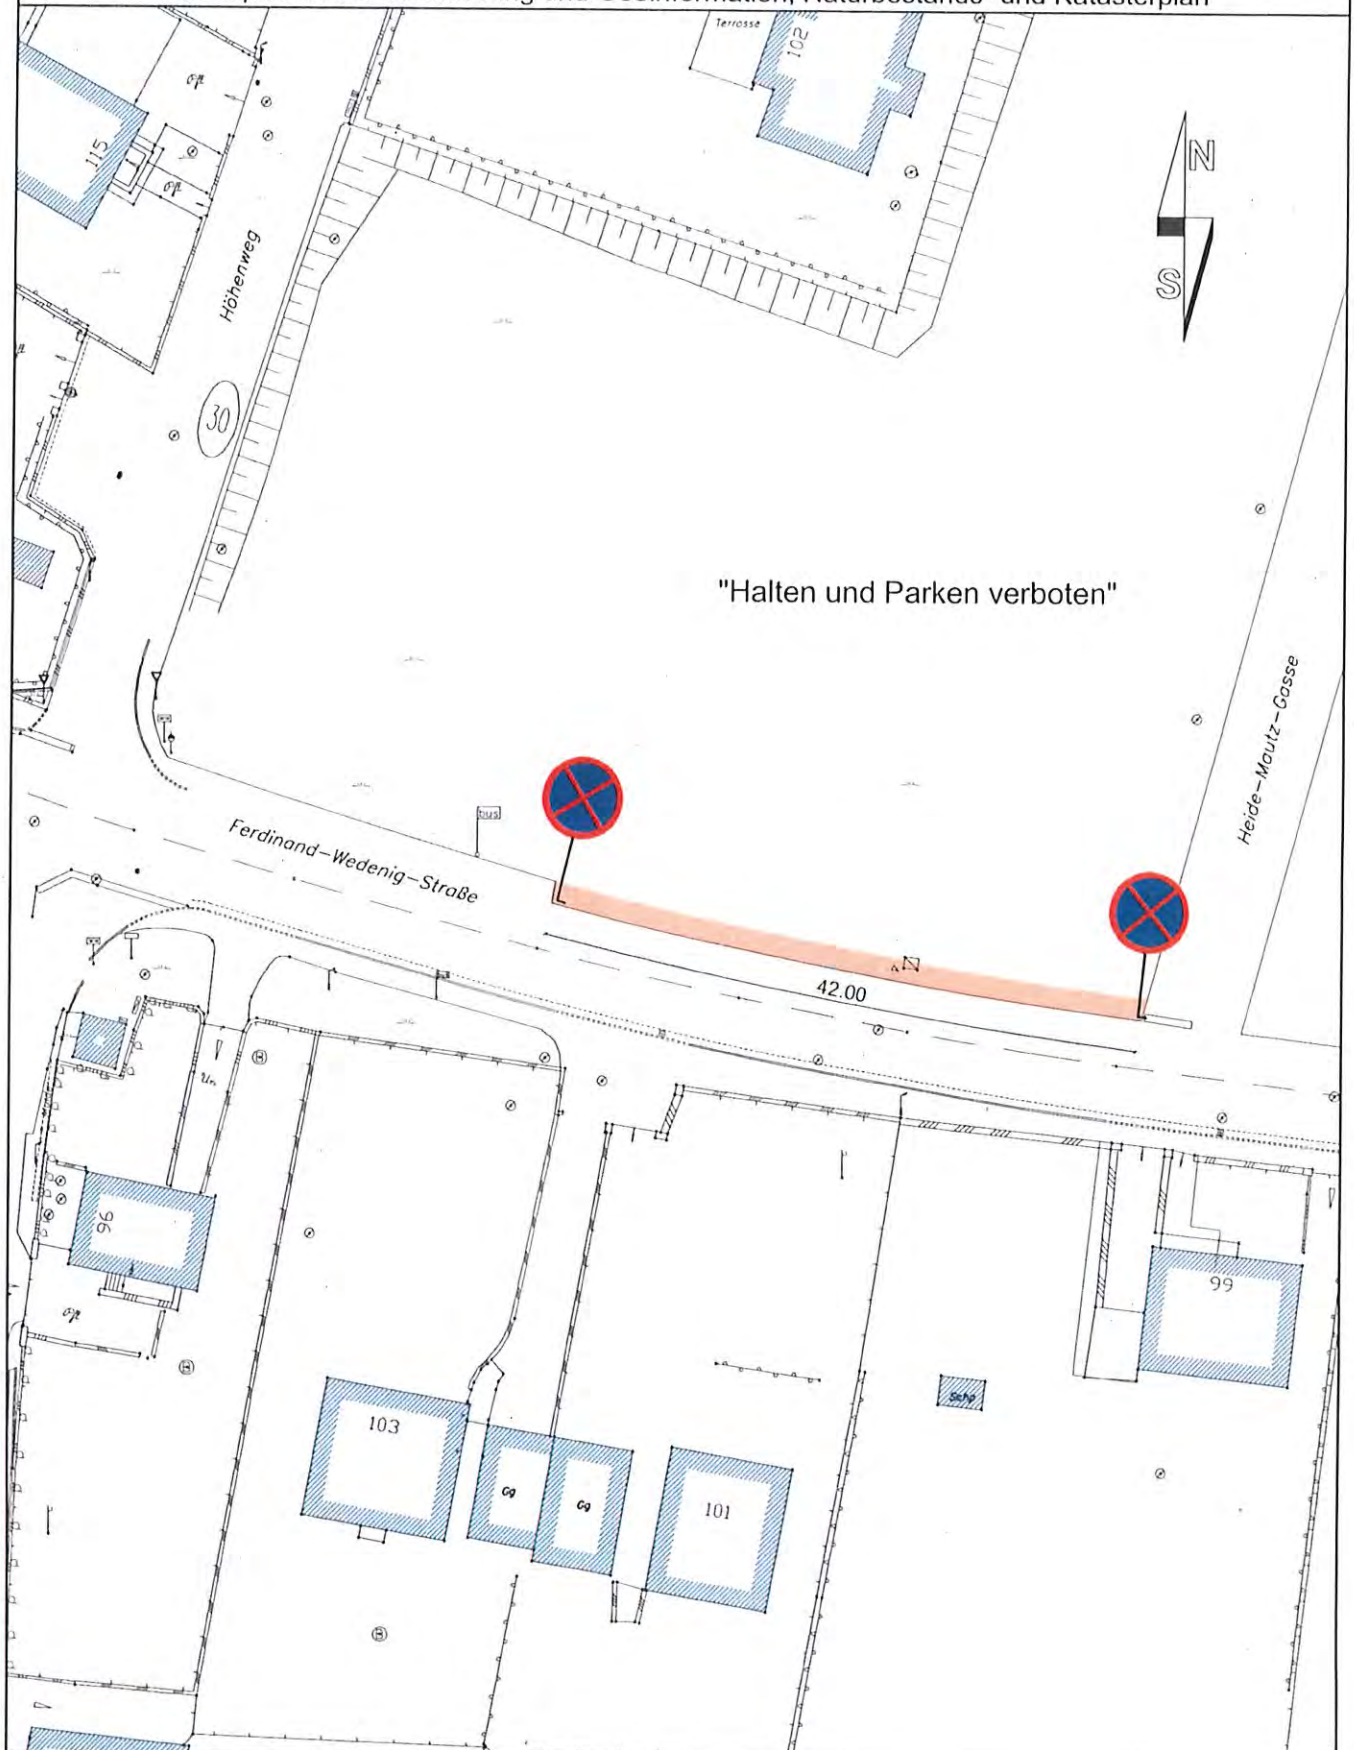 Terrasse
102
115
N
S
Höhenweg
30
"Halten und Parken verboten"
Heide-Mautz-Gasse
bus
Ferdinand-Wedenig-Straße
42.00
96
99
103
Gg
Gg
101